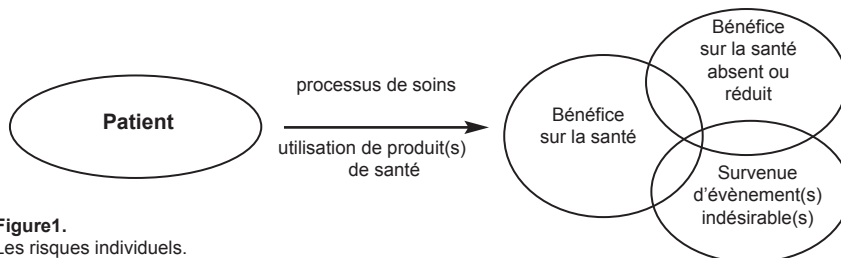 Patient
processus de soins
utilisation de produit(s)
de santé
Bénéfice
sur la santé
Bénéfice
sur la santé
absent ou
réduit
Survenue
d'évènement(s)
indésirable(s)
Figure1.
Les risques individuels.